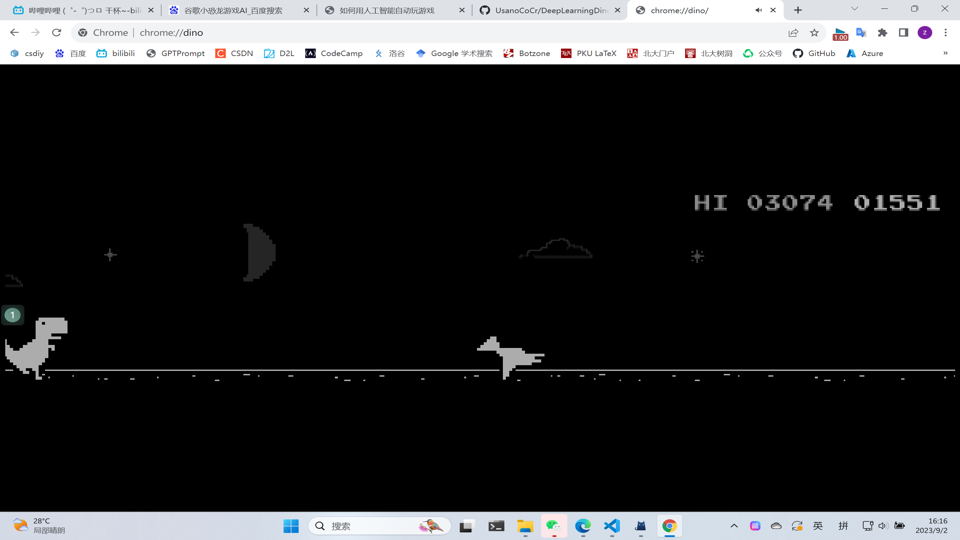 哔哩哔哩 (゜-゜)つロ 干杯~-bili
谷歌小恐龙游戏AI_百度搜索
如何用人工智能自动玩游戏
UsanoCoCr/DeepLearningDin
chrome://dino/
Chrome | chrome://dino
1.00
z
csdiy
百度
bilibili
GPTPrompt
CSDN
D2L
CodeCamp
洛谷
Google 学术搜索
Botzone
PKU LaTeX
北大门户
北大树洞
公众号
GitHub
Azure
»
HI 03074 01551
1
28°C
局部晴朗
搜索
英
拼
16:16
2023/9/2